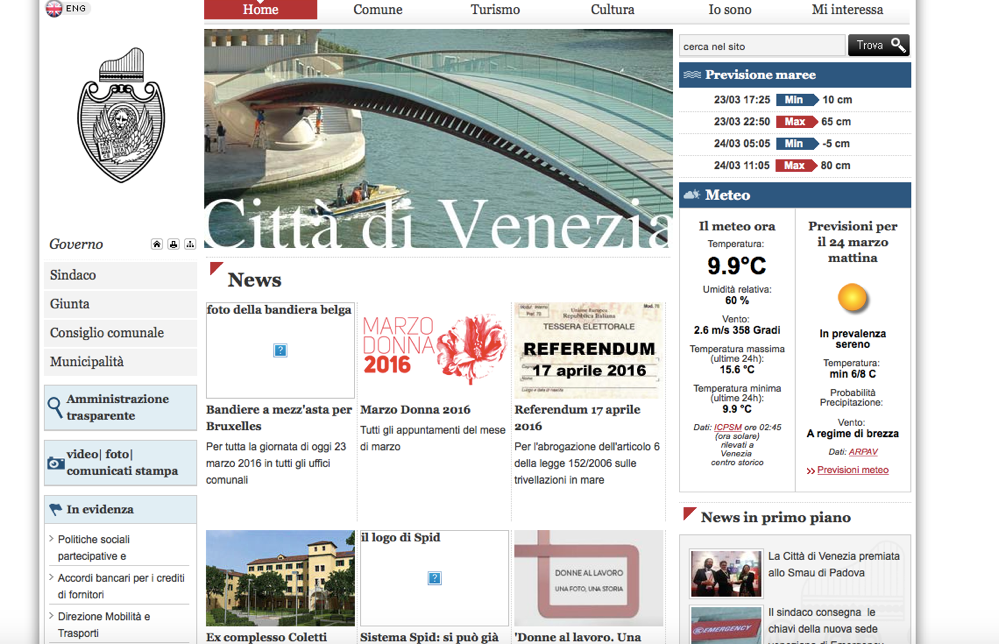 ENG
Home
Comune
Turismo
Cultura
Io sono
Mi interessa
Governo
Sindaco
Giunta
Consiglio comunale
Municipalità
Amministrazione
trasparente
video| foto|
comunicati stampa
In evidenza
Politiche sociali
partecipative e
Accordi bancari per i crediti
di fornitori
Direzione Mobilità e
Trasporti
Città di Venezia
News
foto della bandiera belga
Bandiere a mezz'asta per
Bruxelles
Per tutta la giornata di oggi 23
marzo 2016 in tutti gli uffici
comunali
MARZO
DONNA
2016
Marzo Donna 2016
Tutti gli appuntamenti del mese
di marzo
Unione Europea
Repubblica Italiana
TESSERA ELETTORALE
REFERENDUM
17 aprile 2016
Referendum 17 aprile
2016
Per l'abrogazione dell'articolo 6
della legge 152/2006 sulle
trivellazioni in mare
Ex complesso Coletti
il logo di Spid
Sistema Spid: si può già
DONNE AL LAVORO
UNA FOTO, UNA STORIA
'Donne al lavoro. Una
cerca nel sito
Trova
Previsione maree
23/03 17:25 Min 10 cm
23/03 22:50 Max 65 cm
24/03 05:05 Min -5 cm
24/03 11:05 Max 80 cm
Meteo
Il meteo ora
Temperatura:
9.9°C
Umidità relativa:
60 %
Vento:
2.6 m/s 358 Gradi
Temperatura massima
(ultime 24h):
15.6 °C
Temperatura minima
(ultime 24h):
9.9 °C
Dati: ICPSM ore 02:45
(ora solare)
rilevati a
Venezia
centro storico
Previsioni per
il 24 marzo
mattina
In prevalenza
sereno
Temperatura:
min 6/8 C
Probabilità
Precipitazione:
Vento:
A regime di brezza
Dati: ARPAV
>> Previsioni meteo
News in primo piano
La Città di Venezia premiata
allo Smau di Padova
EMERGENCY
Il sindaco consegna le
chiavi della nuova sede
veneziana di Emergency